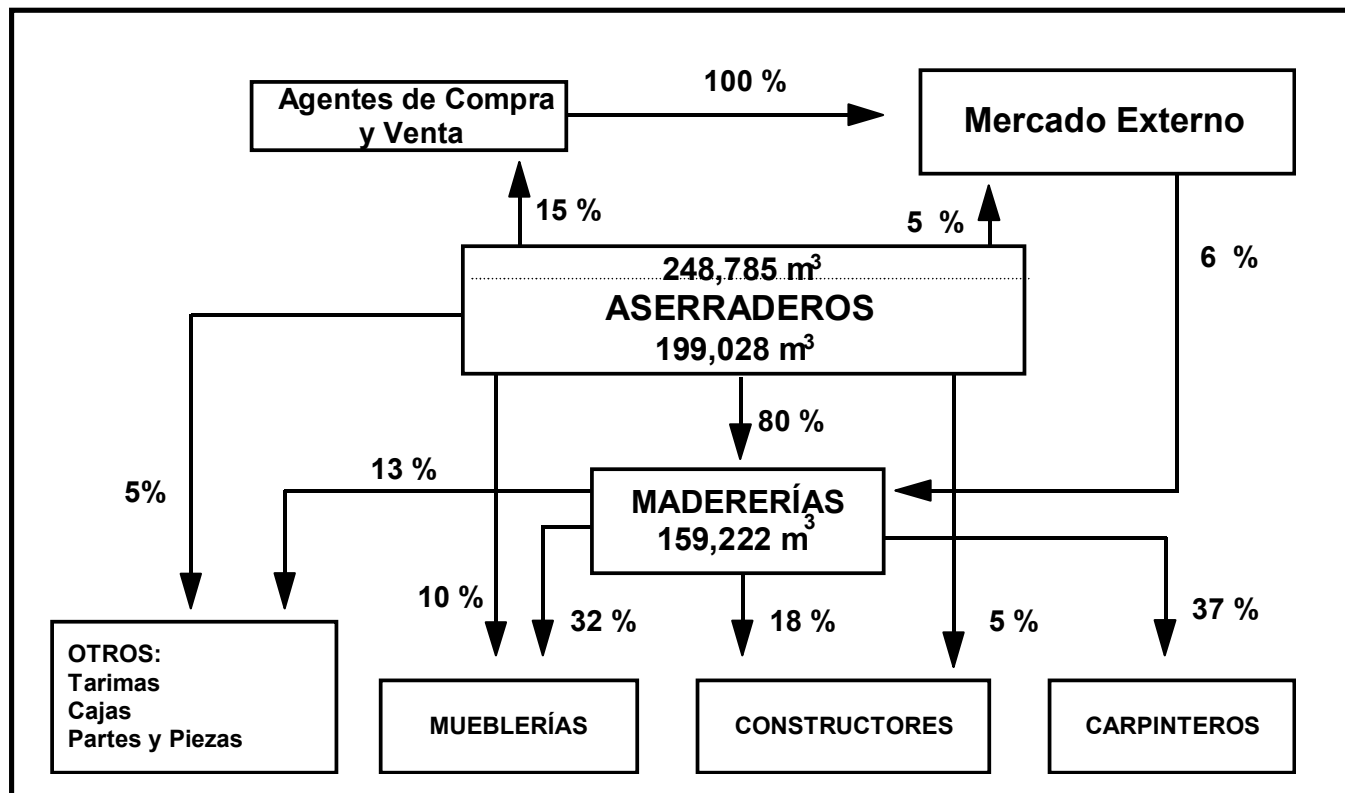 100 %
Agentes de Compra
y Venta
Mercado Externo
15 %
5 %
6 %
248,785 m³
ASERRADEROS
199,028 m³
80 %
13 %
5%
MADERERÍAS
159,222 m³
10 %
32 %
18 %
5 %
37 %
OTROS:
Tarimas
Cajas
Partes y Piezas
MUEBLERÍAS
CONSTRUCTORES
CARPINTEROS